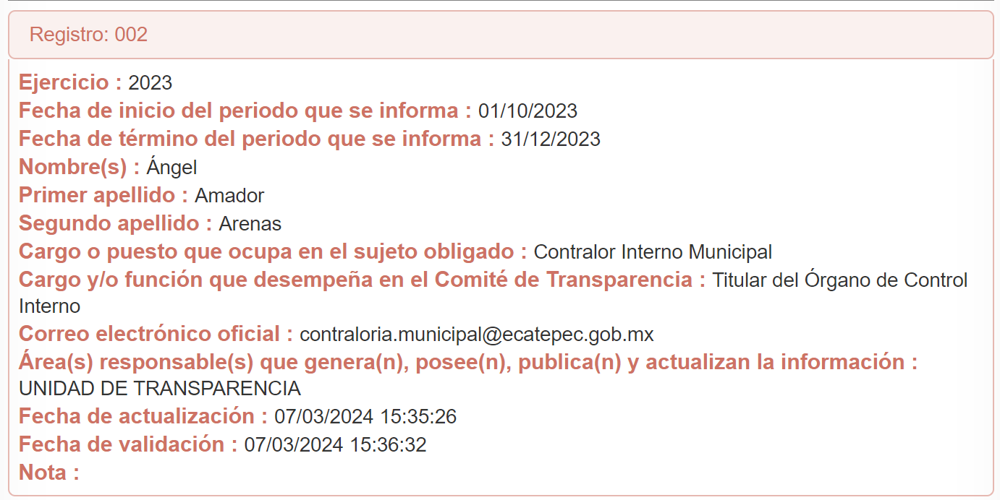 Registro: 002
Ejercicio : 2023
Fecha de inicio del periodo que se informa : 01/10/2023
Fecha de término del periodo que se informa : 31/12/2023
Nombre(s) : Ángel
Primer apellido : Amador
Segundo apellido : Arenas
Cargo o puesto que ocupa en el sujeto obligado : Contralor Interno Municipal
Cargo y/o función que desempeña en el Comité de Transparencia : Titular del Órgano de Control
Interno
Correo electrónico oficial : contraloria.municipal@ecatepec.gob.mx
Área(s) responsable(s) que genera(n), posee(n), publica(n) y actualizan la información :
UNIDAD DE TRANSPARENCIA
Fecha de actualización : 07/03/2024 15:35:26
Fecha de validación : 07/03/2024 15:36:32
Nota :